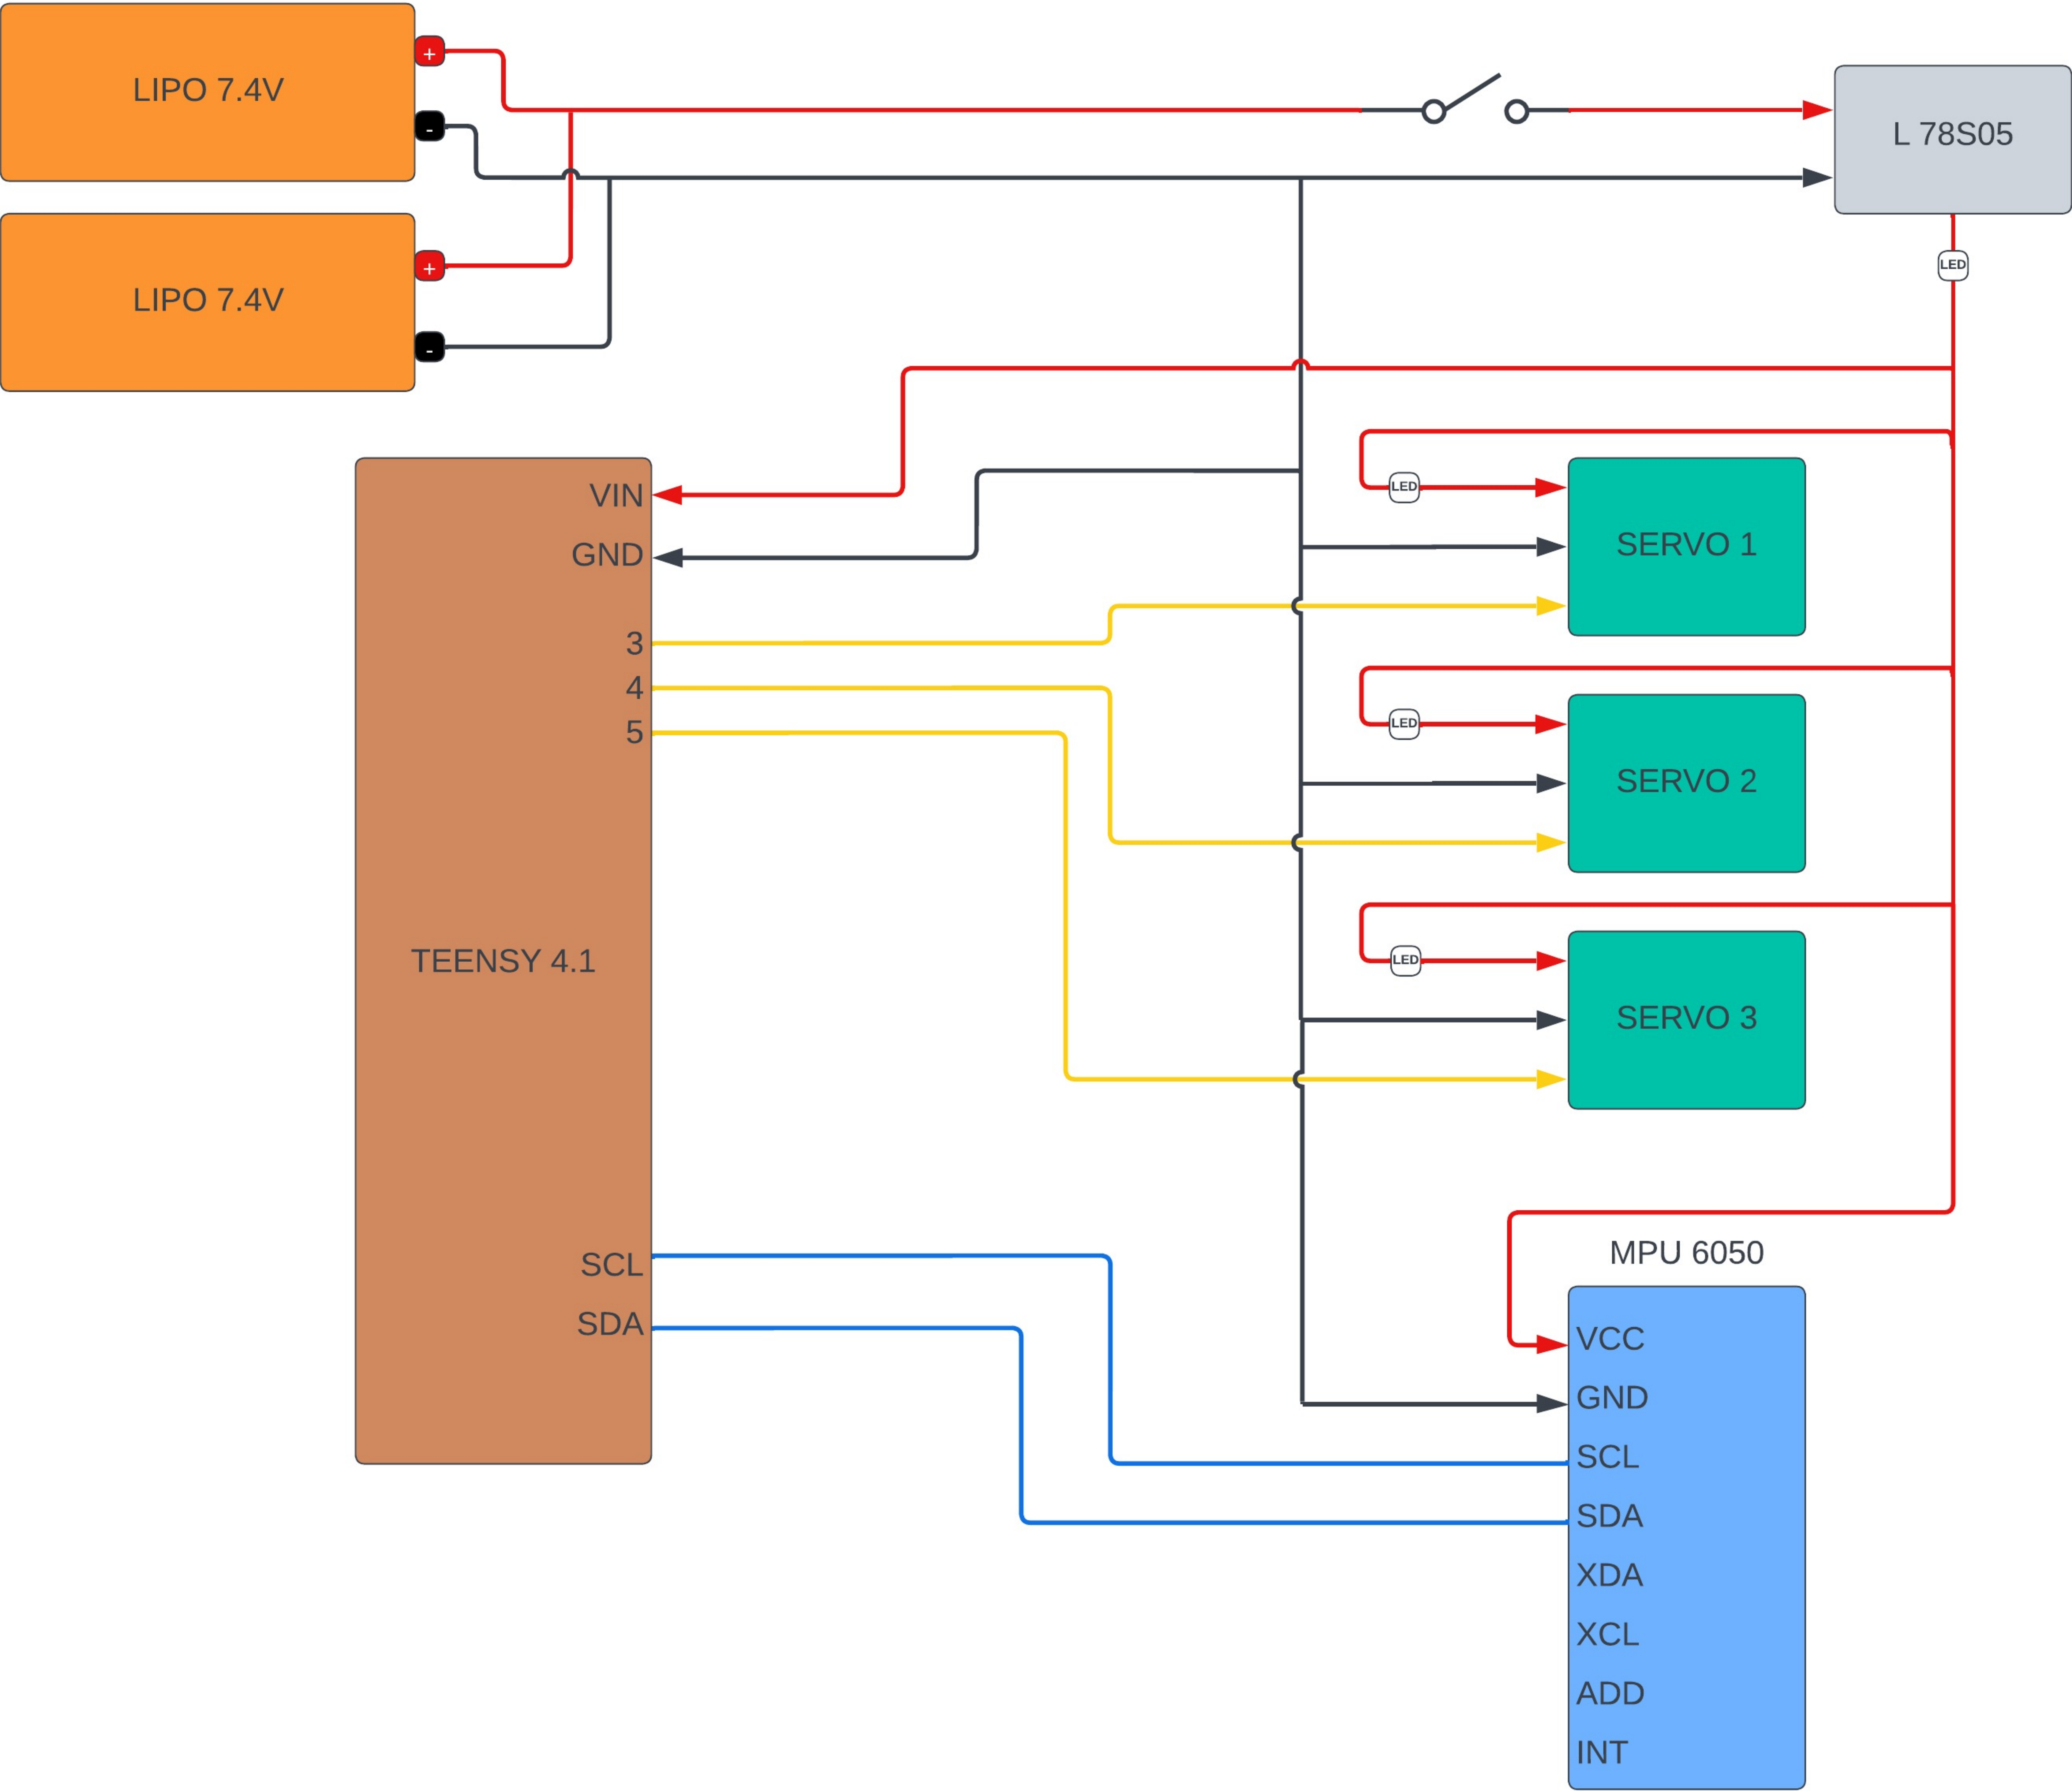 LIPO 7.4V
+
-
L 78S05
LED
LIPO 7.4V
+
-
TEENSY 4.1
VIN
GND
3
4
5
SCL
SDA
LED
SERVO 1
LED
SERVO 2
LED
SERVO 3
MPU 6050
VCC
GND
SCL
SDA
XDA
XCL
ADD
INT